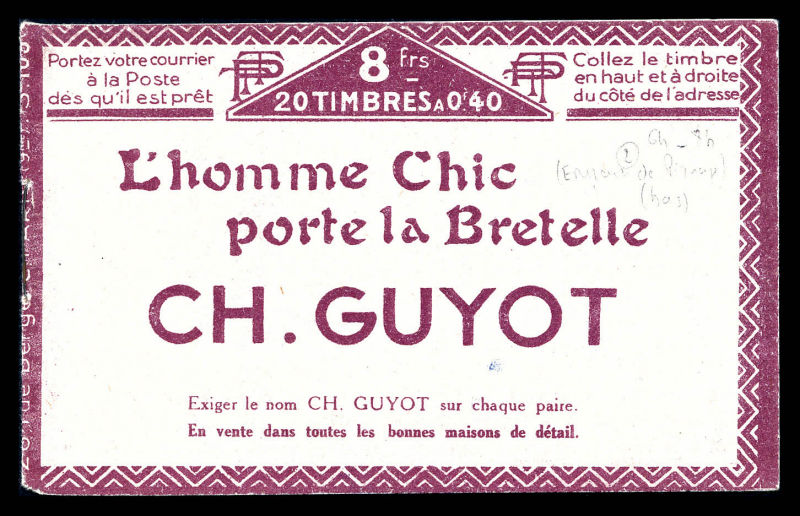 Portez votre courrier
à la Poste
dès qu'il est prêt
8 frs
20 TIMBRES A 0f40
Collez le timbre
en haut et à droite
du côté de l'adresse
L'homme Chic
porte la Bretelle
CH. GUYOT
Exiger le nom CH. GUYOT sur chaque paire.
En vente dans toutes les bonnes maisons de détail.